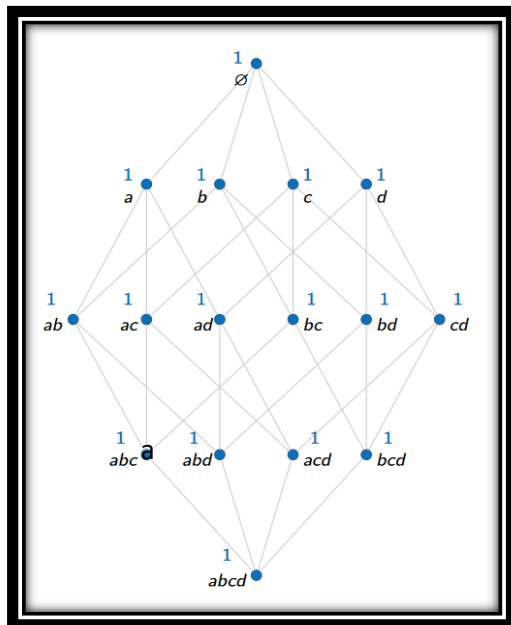 1
∅
1 1 1 1
a b c d
1 1 1 1 1 1
ab ac ad bc bd cd
1 1 1 1
abc a abd acd bcd
1
abcd